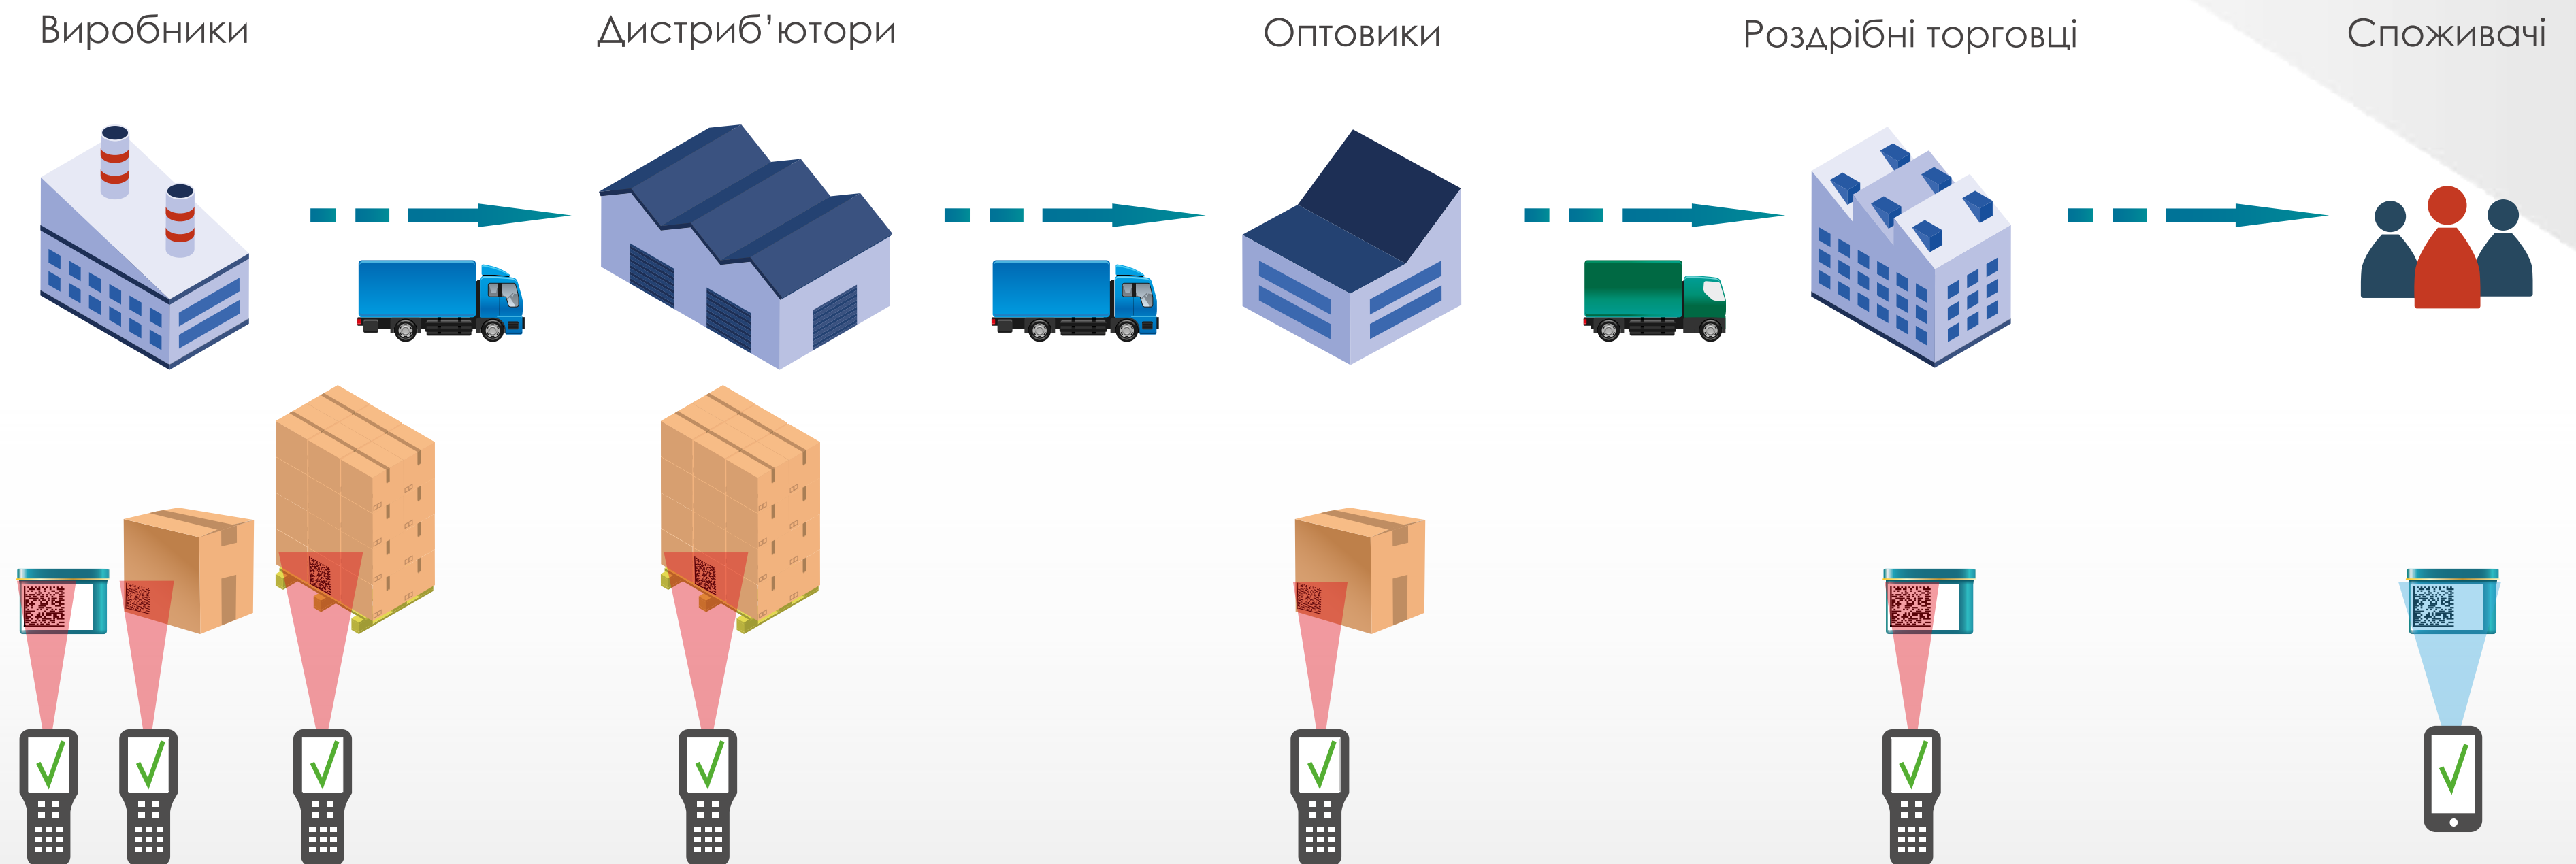 Виробники
Дистриб’ютори
Оптовики
Роздрібні торговці
Споживачі